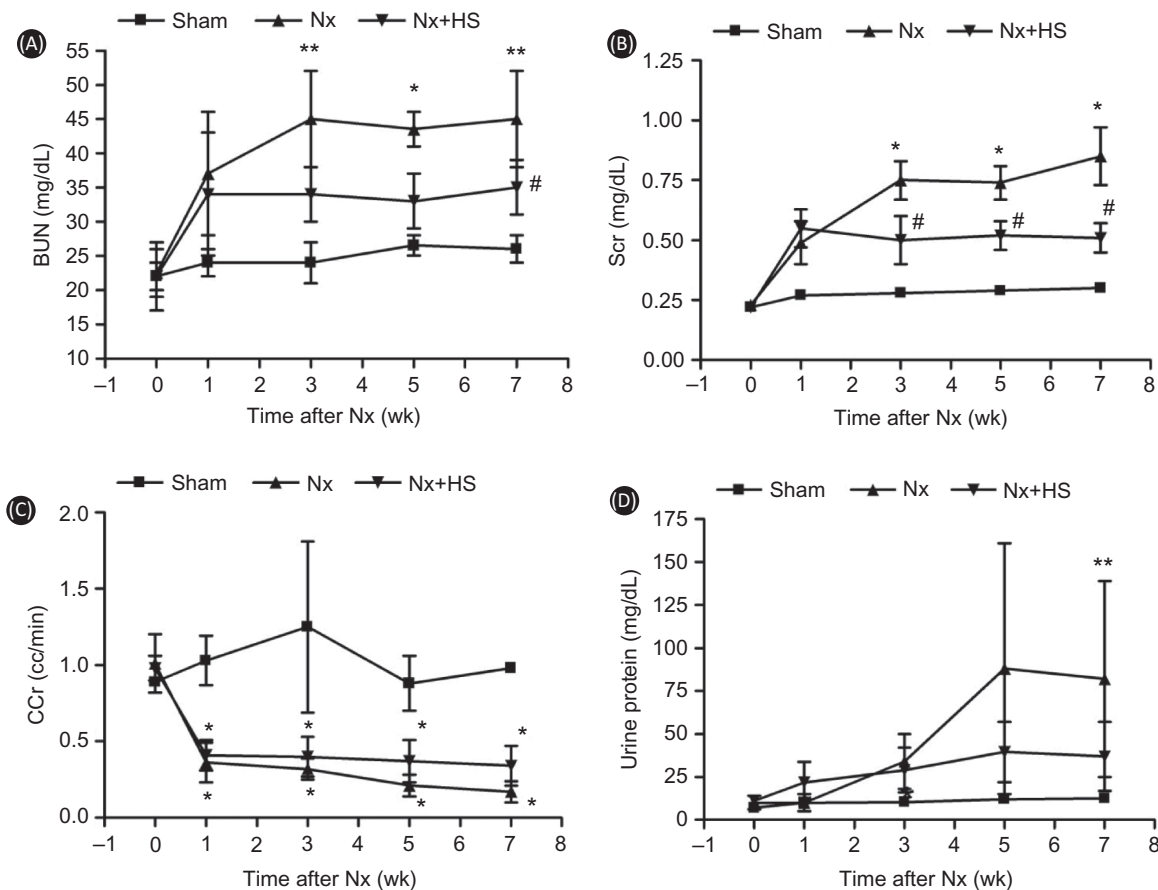 (A)
Sham Nx Nx+HS
55
50
45
40
35
30
25
20
15
10
BUN (mg/dL)
** * **
#
–1 0 1 2 3 4 5 6 7 8
Time after Nx (wk)
(B)
Sham Nx Nx+HS
1.25
1.00
0.75
0.50
0.25
0.00
Scr (mg/dL)
* * *
# # #
–1 0 1 2 3 4 5 6 7 8
Time after Nx (wk)
(C)
Sham Nx Nx+HS
2.0
1.5
1.0
0.5
0.0
CCr (cc/min)
* * * *
* * * *
–1 0 1 2 3 4 5 6 7 8
Time after Nx (wk)
(D)
Sham Nx Nx+HS
175
150
125
100
75
50
25
0
Urine protein (mg/dL)
**
*
–1 0 1 2 3 4 5 6 7 8
Time after Nx (wk)